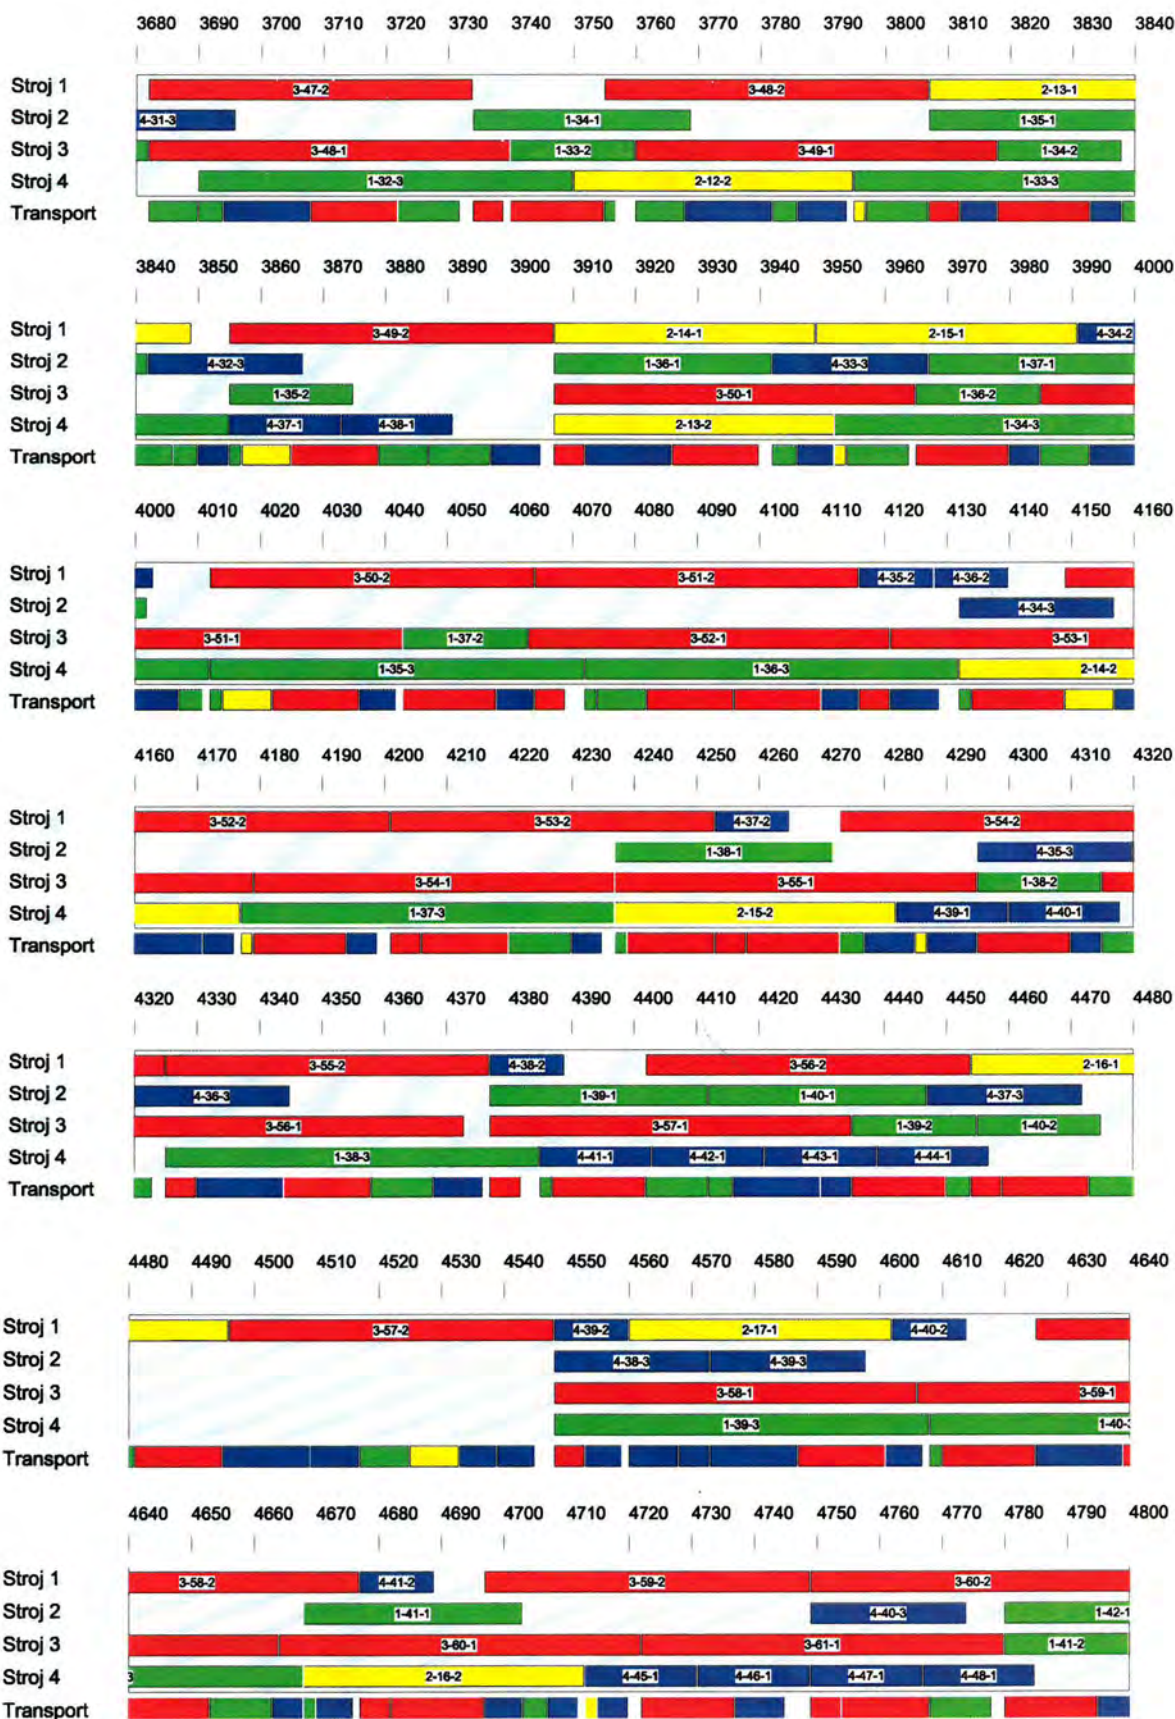 3680 3690 3700 3710 3720 3730 3740 3750 3760 3770 3780 3790 3800 3810 3820 3830 3840
Stroj 1 3-47-2 3-48-2 2-13-1
Stroj 2 4-31-3 1-34-1 1-35-1
Stroj 3 3-48-1 1-33-2 3-49-1 1-34-2
Stroj 4 1-32-3 2-12-2 1-33-3
Transport
3840 3850 3860 3870 3880 3890 3900 3910 3920 3930 3940 3950 3960 3970 3980 3990 4000
Stroj 1 3-49-2 2-14-1 2-15-1 4-34-2
Stroj 2 4-32-3 1-36-1 4-33-3 1-37-1
Stroj 3 1-35-2 3-50-1 1-36-2
Stroj 4 4-37-1 4-38-1 2-13-2 1-34-3
Transport
4000 4010 4020 4030 4040 4050 4060 4070 4080 4090 4100 4110 4120 4130 4140 4150 4160
Stroj 1 3-50-2 3-51-2 4-35-2 4-36-2
Stroj 2 4-34-3
Stroj 3 3-51-1 1-37-2 3-52-1 3-53-1
Stroj 4 1-35-3 1-36-3 2-14-2
Transport
4160 4170 4180 4190 4200 4210 4220 4230 4240 4250 4260 4270 4280 4290 4300 4310 4320
Stroj 1 3-52-2 3-53-2 4-37-2 3-54-2
Stroj 2 1-38-1 4-35-3
Stroj 3 3-54-1 3-55-1 1-38-2
Stroj 4 1-37-3 2-15-2 4-39-1 4-40-1
Transport
4320 4330 4340 4350 4360 4370 4380 4390 4400 4410 4420 4430 4440 4450 4460 4470 4480
Stroj 1 3-55-2 4-38-2 3-56-2 2-16-1
Stroj 2 4-36-3 1-39-1 1-40-1 4-37-3
Stroj 3 3-56-1 3-57-1 1-39-2 1-40-2
Stroj 4 1-38-3 4-41-1 4-42-1 4-43-1 4-44-1
Transport
4480 4490 4500 4510 4520 4530 4540 4550 4560 4570 4580 4590 4600 4610 4620 4630 4640
Stroj 1 3-57-2 4-39-2 2-17-1 4-40-2
Stroj 2 4-38-3 4-39-3
Stroj 3 3-58-1 3-59-1
Stroj 4 1-39-3 1-40-3
Transport
4640 4650 4660 4670 4680 4690 4700 4710 4720 4730 4740 4750 4760 4770 4780 4790 4800
Stroj 1 3-58-2 4-41-2 3-59-2 3-60-2
Stroj 2 1-41-1 4-40-3 1-42-1
Stroj 3 3-60-1 3-61-1 1-41-2
Stroj 4 3 2-16-2 4-45-1 4-46-1 4-47-1 4-48-1
Transport